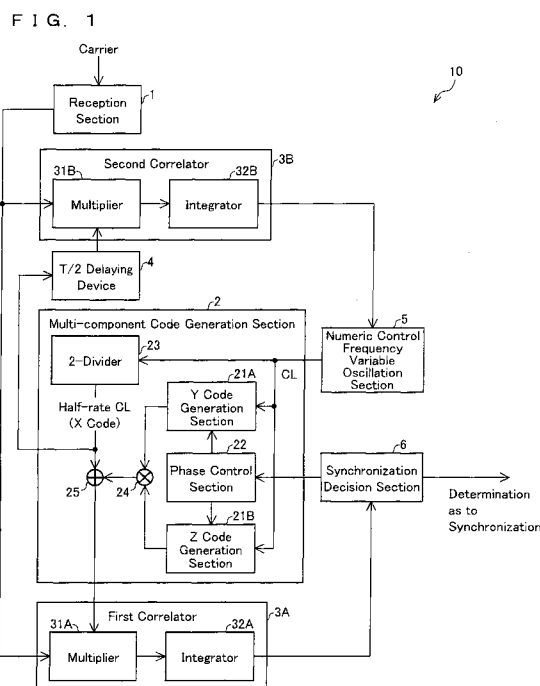 FIG. 1
Carrier
10
Reception
Section
1
Second Correlator
3B
31B
32B
Multiplier
Integrator
T/2 Delaying
Device
4
2
Multi-component Code Generation Section
23
2-Divider
5
Numeric Control
Frequency
Variable
Oscillation
Section
CL
21A
Y Code
Generation
Section
Half-rate CL
(X Code)
22
Phase Control
Section
6
Synchronization
Decision Section
25
24
Determination
as to
Synchronization
21B
Z Code
Generation
Section
First Correlator
3A
31A
32A
Multiplier
Integrator